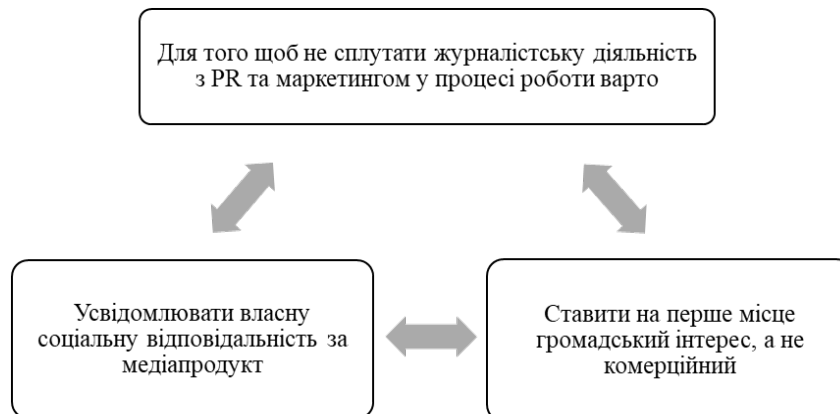 Для того щоб не сплутати журналістську діяльність
з PR та маркетингом у процесі роботи варто
Усвідомлювати власну
соціальну відповідальність за
медіапродукт
Ставити на перше місце
громадський інтерес, а не
комерційний